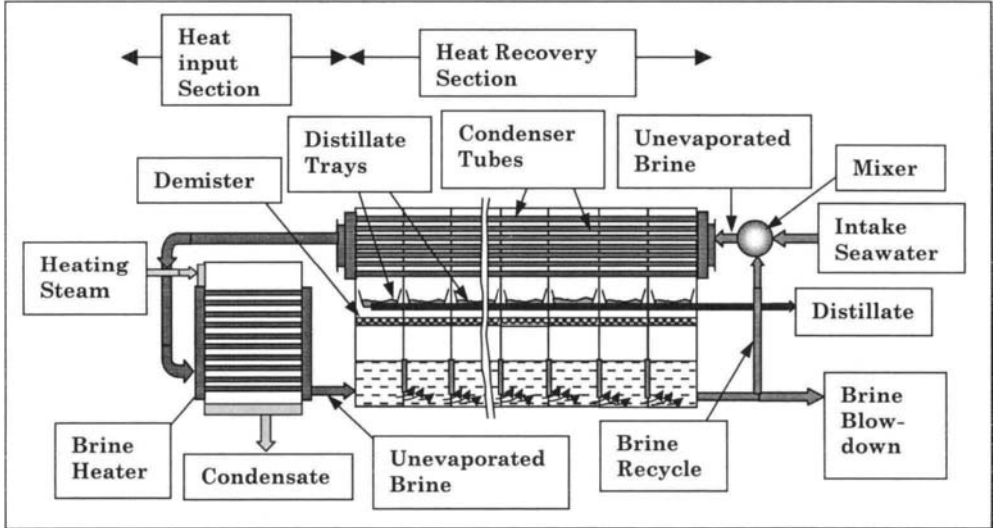 Heat
input
Section
Heat Recovery
Section
Distillate
Trays
Condenser
Tubes
Unevaporated
Brine
Mixer
Demister
Intake
Seawater
Heating
Steam
Distillate
Brine
Heater
Condensate
Unevaporated
Brine
Brine
Recycle
Brine
Blow-
down